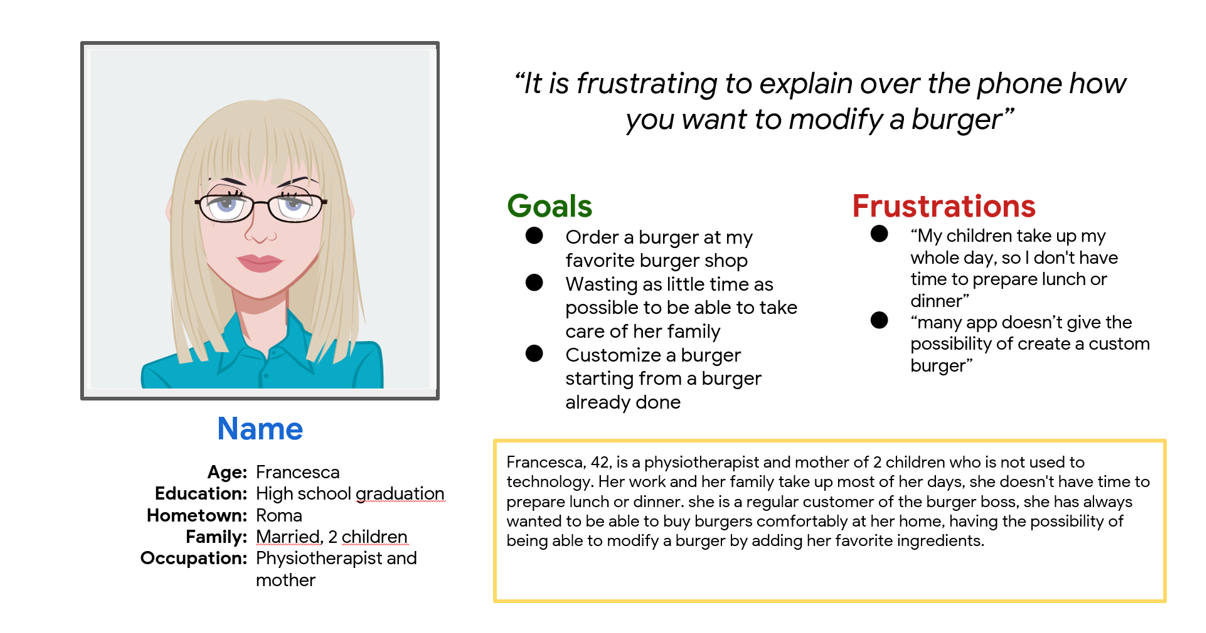 “It is frustrating to explain over the phone how
you want to modify a burger”
Goals
● Order a burger at my
favorite burger shop
● Wasting as little time as
possible to be able to take
care of her family
● Customize a burger
starting from a burger
already done
Frustrations
● “My children take up my
whole day, so I don't have
time to prepare lunch or
dinner”
● “many app doesn’t give the
possibility of create a custom
burger”
Name
Age: Francesca
Education: High school graduation
Hometown: Roma
Family: Married, 2 children
Occupation: Physiotherapist and
mother
Francesca, 42, is a physiotherapist and mother of 2 children who is not used to
technology. Her work and her family take up most of her days, she doesn't have time to
prepare lunch or dinner. she is a regular customer of the burger boss, she has always
wanted to be able to buy burgers comfortably at her home, having the possibility of
being able to modify a burger by adding her favorite ingredients.